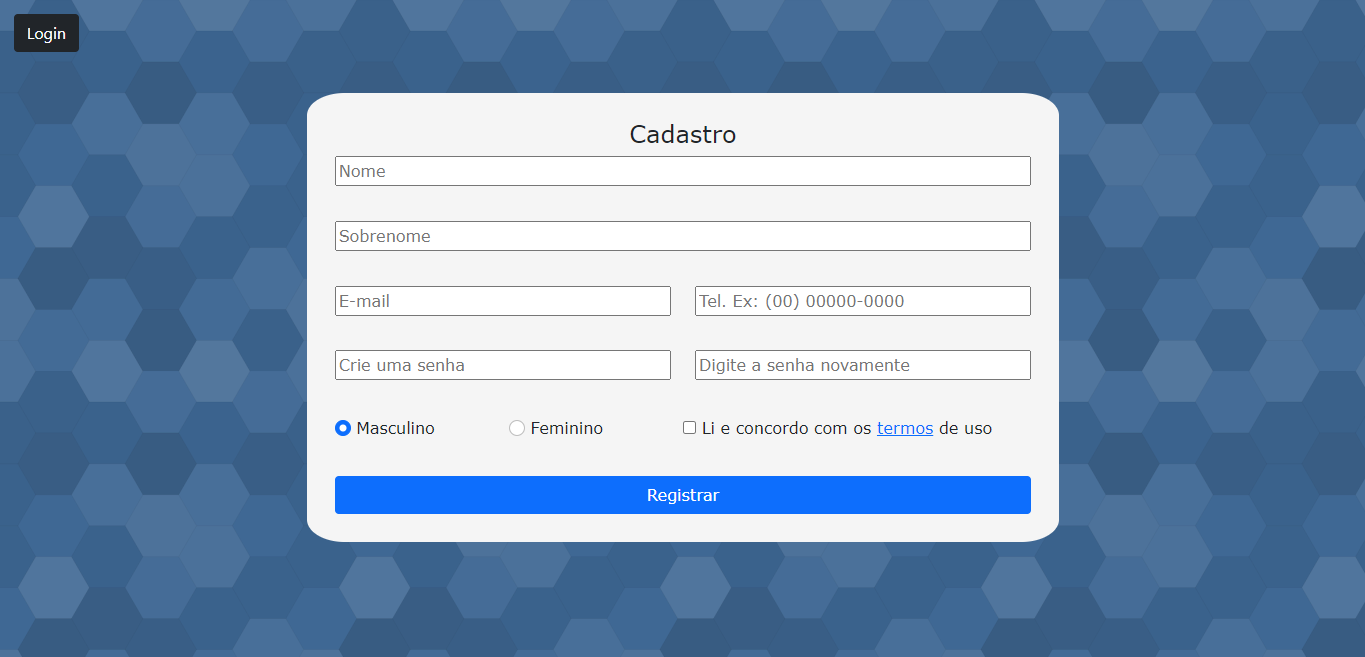 Login
Cadastro
Nome
Sobrenome
E-mail Tel. Ex: (00) 00000-0000
Crie uma senha Digite a senha novamente
Masculino Feminino Li e concordo com os termos de uso
Registrar